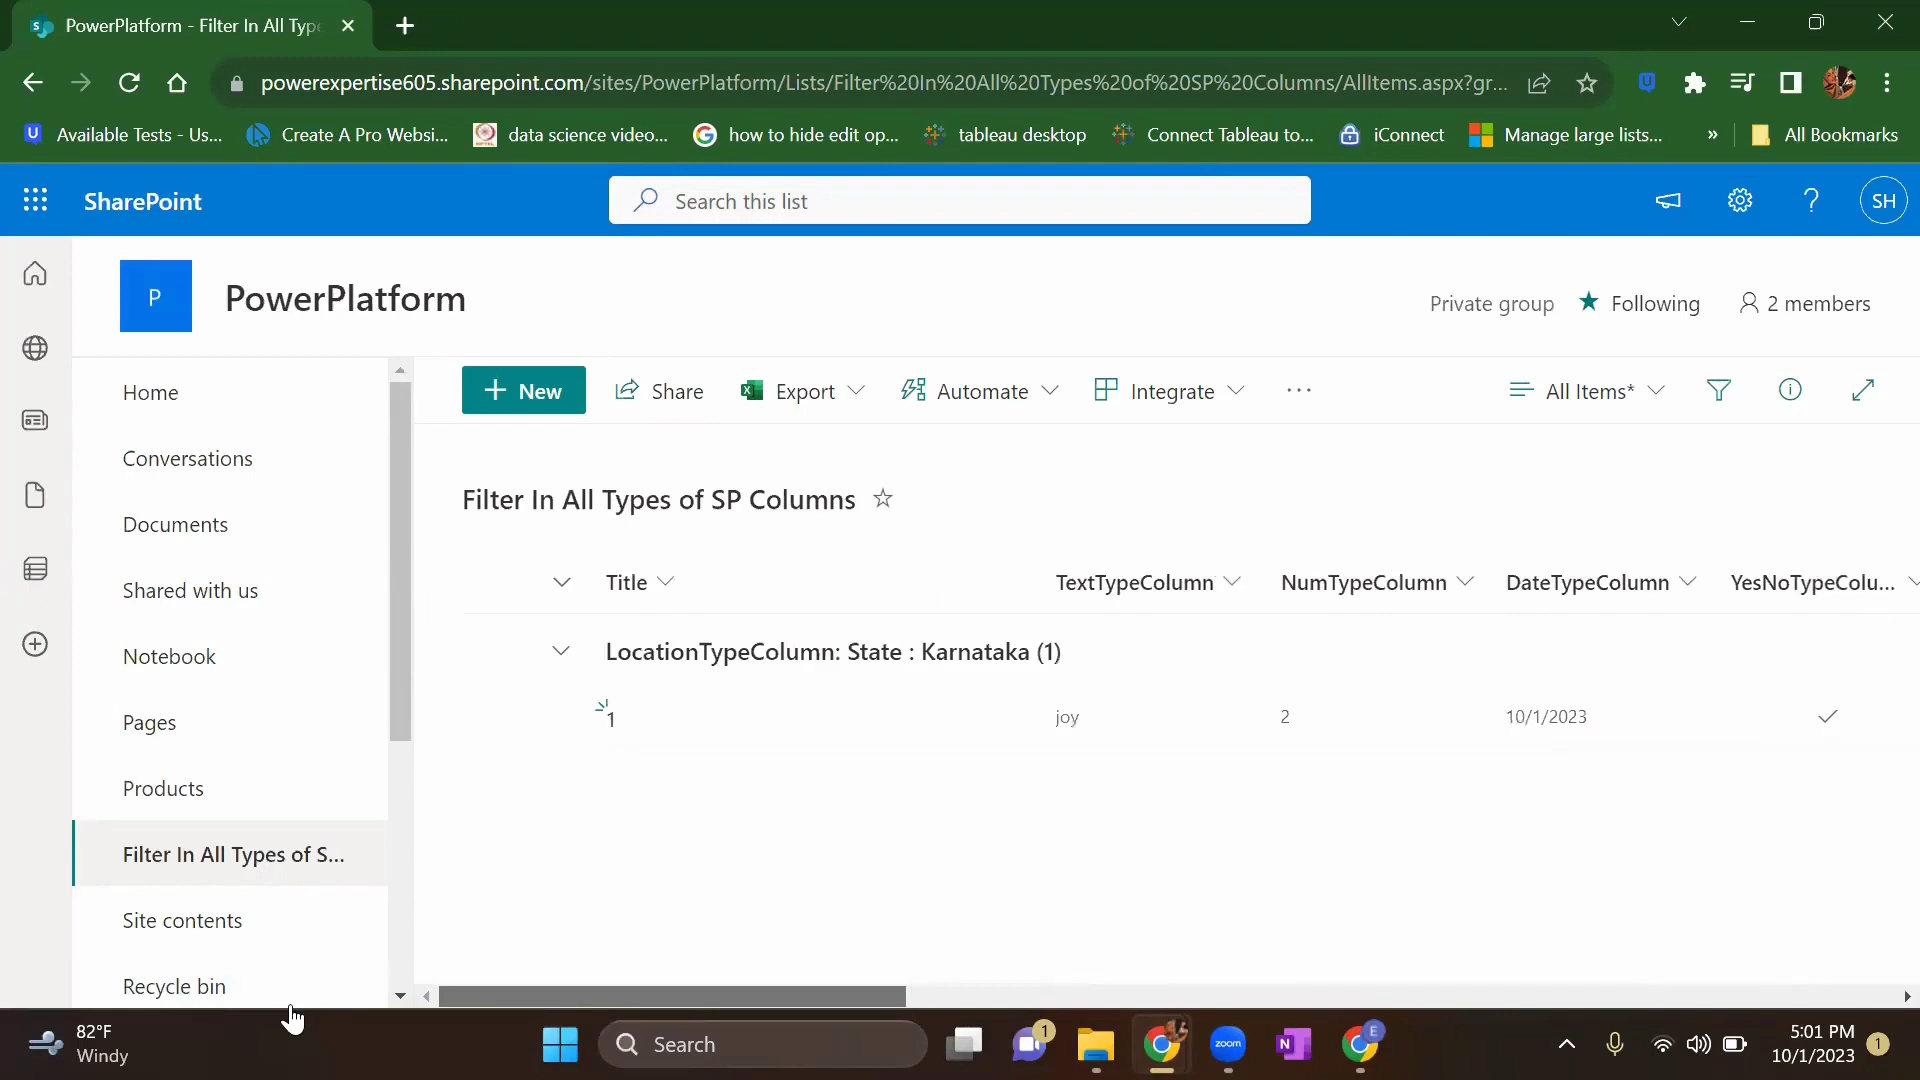 PowerPlatform - Filter In All Type
powerexpertise605.sharepoint.com/sites/PowerPlatform/Lists/Filter%20In%20All%20Types%20of%20SP%20Columns/AllItems.aspx?gr...
Available Tests - Us...
Create A Pro Websi...
data science video...
how to hide edit op...
tableau desktop
Connect Tableau to...
iConnect
Manage large lists...
»
All Bookmarks
SharePoint
Search this list
SH
P
PowerPlatform
Private group
Following
2 members
Home
Conversations
Documents
Shared with us
Notebook
Pages
Products
Filter In All Types of S...
Site contents
Recycle bin
New
Share
Export
Automate
Integrate
...
All Items*
Filter In All Types of SP Columns
Title
TextTypeColumn
NumTypeColumn
DateTypeColumn
YesNoTypeColu...
LocationTypeColumn: State : Karnataka (1)
1
joy
2
10/1/2023
82°F
Windy
Search
1
zoom
N
E
5:01 PM
10/1/2023
1